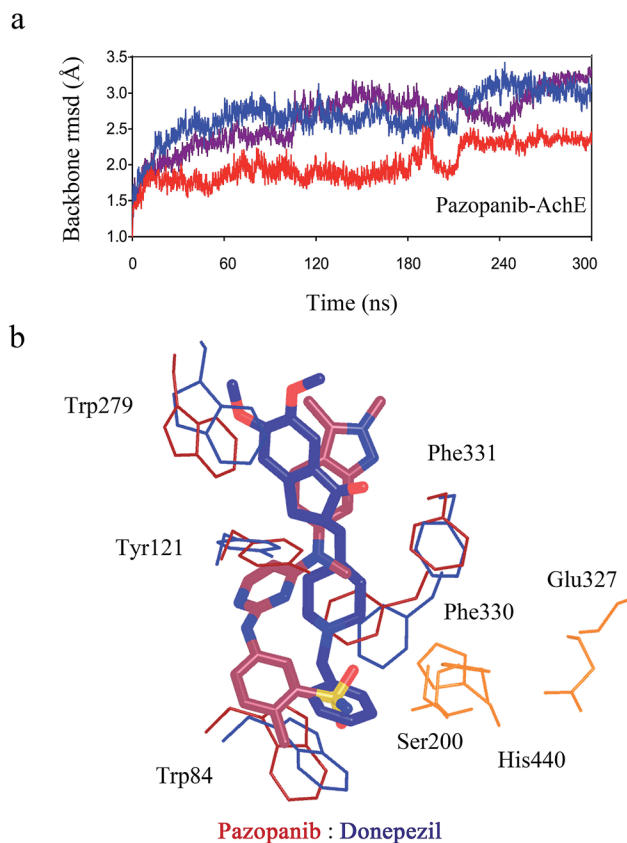 a
Backbone rmsd (Å)
3.5
3.0
2.5
2.0
1.5
1.0
Pazopanib-AchE
0 60 120 180 240 300
Time (ns)
b
Trp279
Phe331
Tyr121
Glu327
Phe330
Ser200
His440
Trp84
Pazopanib : Donepezil